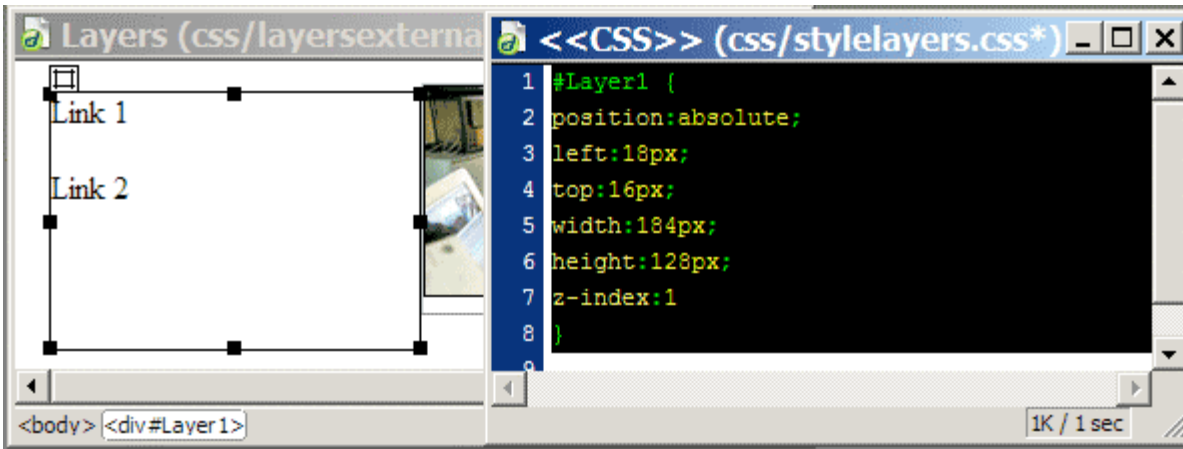 Layers (css/layersexterna
Link 1
Link 2
<body> <div#Layer1>
<<CSS>> (css/stylelayers.css*)
1 #Layer1 {
2 position:absolute;
3 left:18px;
4 top:16px;
5 width:184px;
6 height:128px;
7 z-index:1
8 }
9
1K / 1 sec